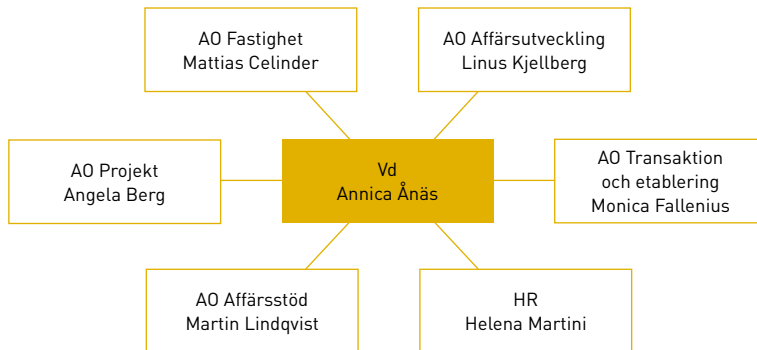 AO Fastighet
Mattias Celinder
AO Affärsutveckling
Linus Kjellberg
AO Projekt
Angela Berg
Vd
Annica Ånäs
AO Transaktion
och etablering
Monica Fallenius
AO Affärsstöd
Martin Lindqvist
HR
Helena Martini